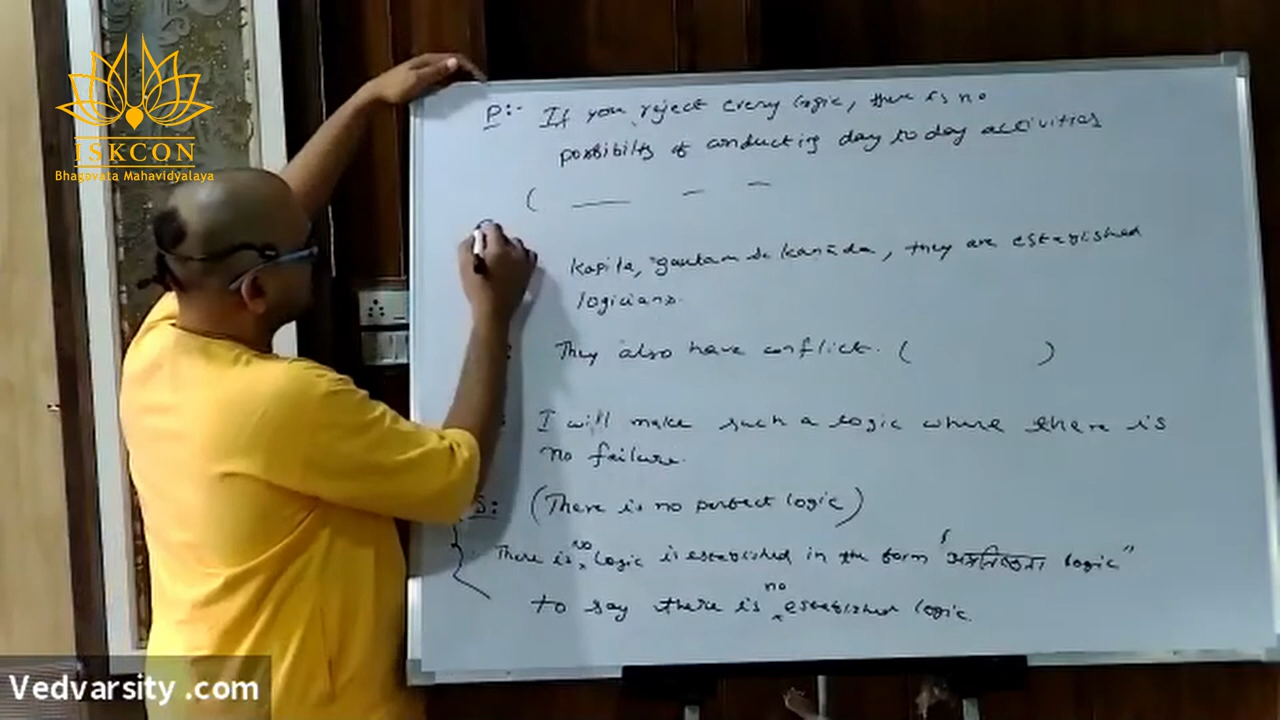 ISKCON
Bhagavata Mahavidyalaya
P:- If you reject every logic, there is no
possibility of conducting day to day activities
( — — —
Kapila, gautam & Kanāda, they are established
logicians.
They also have conflict. ( )
I will make such a logic where there is
no failure.
S: (There is no perfect logic)
There is no logic is established in the form " logic"
to say there is no established logic.
Vedvarsity .com